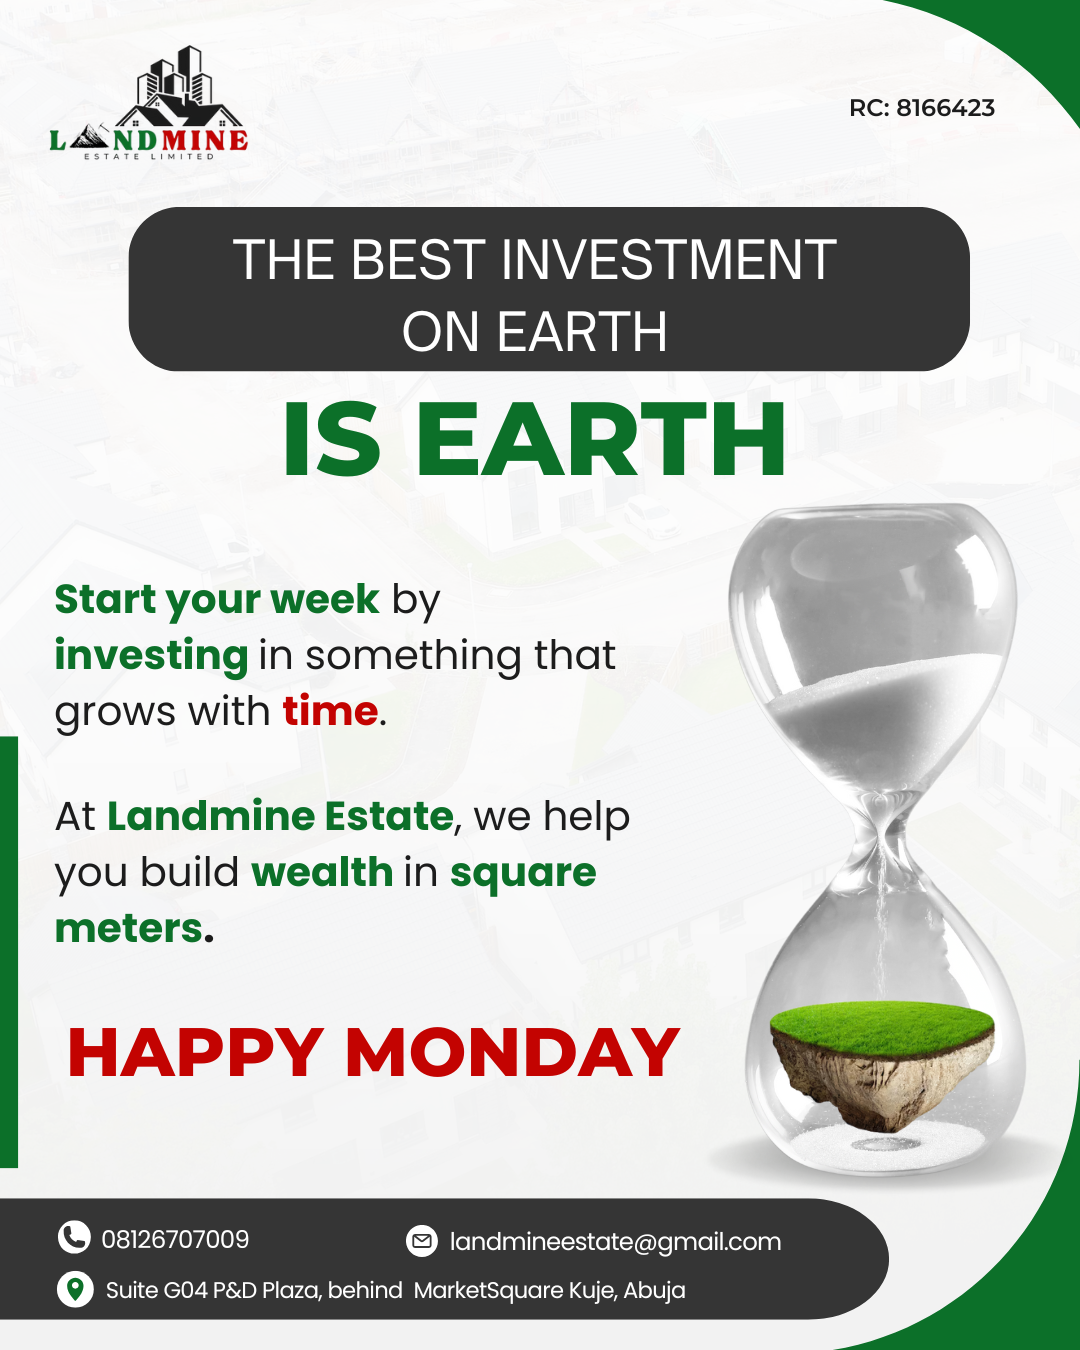 LANDMINE
ESTATE LIMITED
RC: 8166423
THE BEST INVESTMENT
ON EARTH
IS EARTH
Start your week by
investing in something that
grows with time.
At Landmine Estate, we help
you build wealth in square
meters.
HAPPY MONDAY
08126707009
landmineestate@gmail.com
Suite G04 P&D Plaza, behind MarketSquare Kuje, Abuja